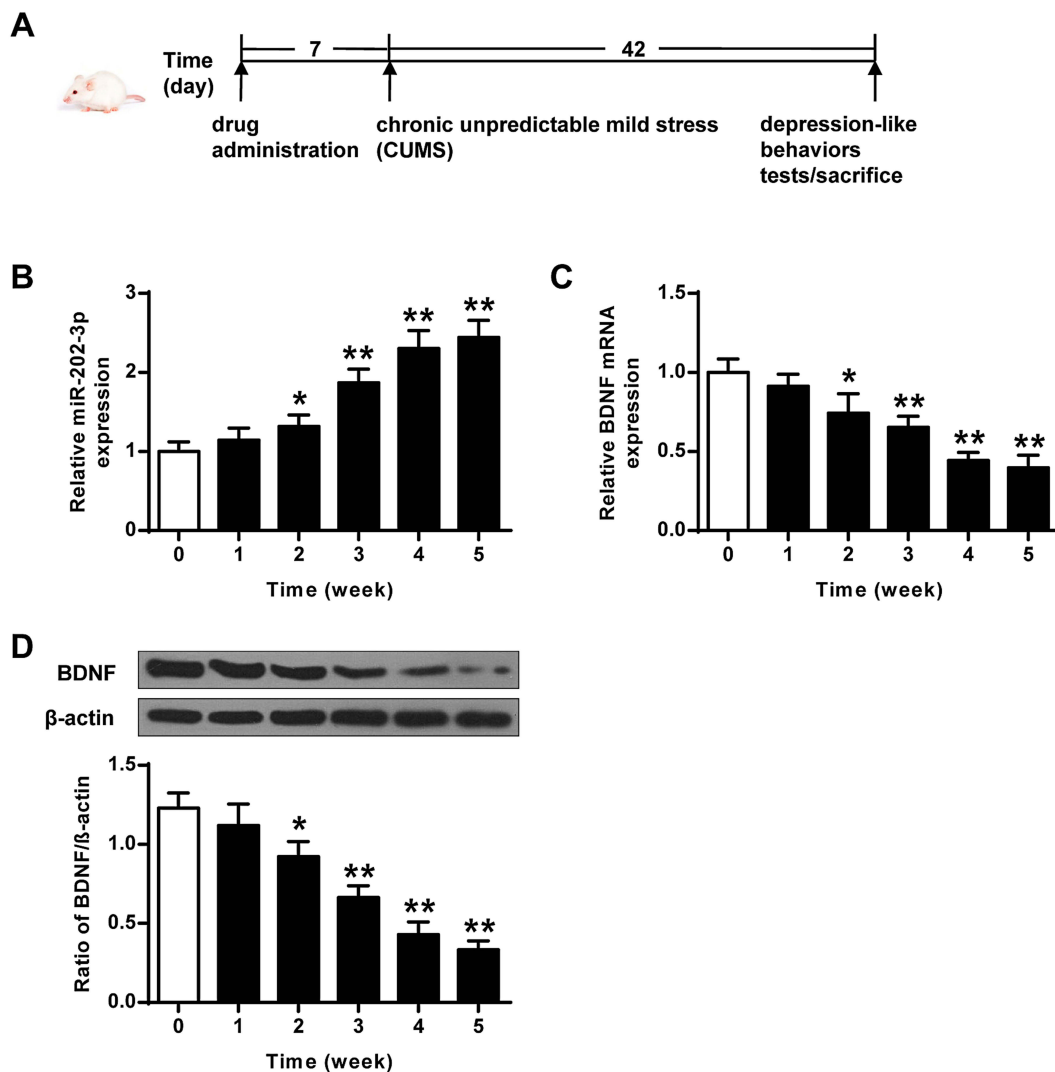 A
Time
(day)
7
42
drug
administration
chronic unpredictable mild stress
(CUMS)
depression-like
behaviors
tests/sacrifice
B
Relative miR-202-3p
expression
3
2
1
0
*
**
**
**
0 1 2 3 4 5
Time (week)
C
Relative BDNF mRNA
expression
1.5
1.0
0.5
0.0
*
**
**
**
0 1 2 3 4 5
Time (week)
D
BDNF
β-actin
Ratio of BDNF/ß-actin
1.5
1.0
0.5
0.0
*
**
**
**
0 1 2 3 4 5
Time (week)